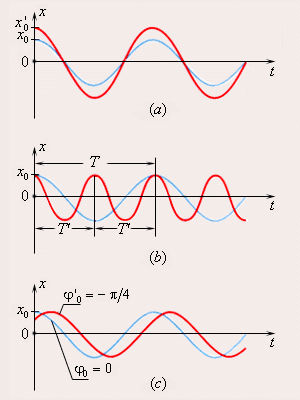 x
x'₀
x₀
0
t
(a)
x
T
x₀
0
t
T' T'
(b)
x
φ'₀ = − π/4
x₀
0
t
φ₀ = 0
(c)